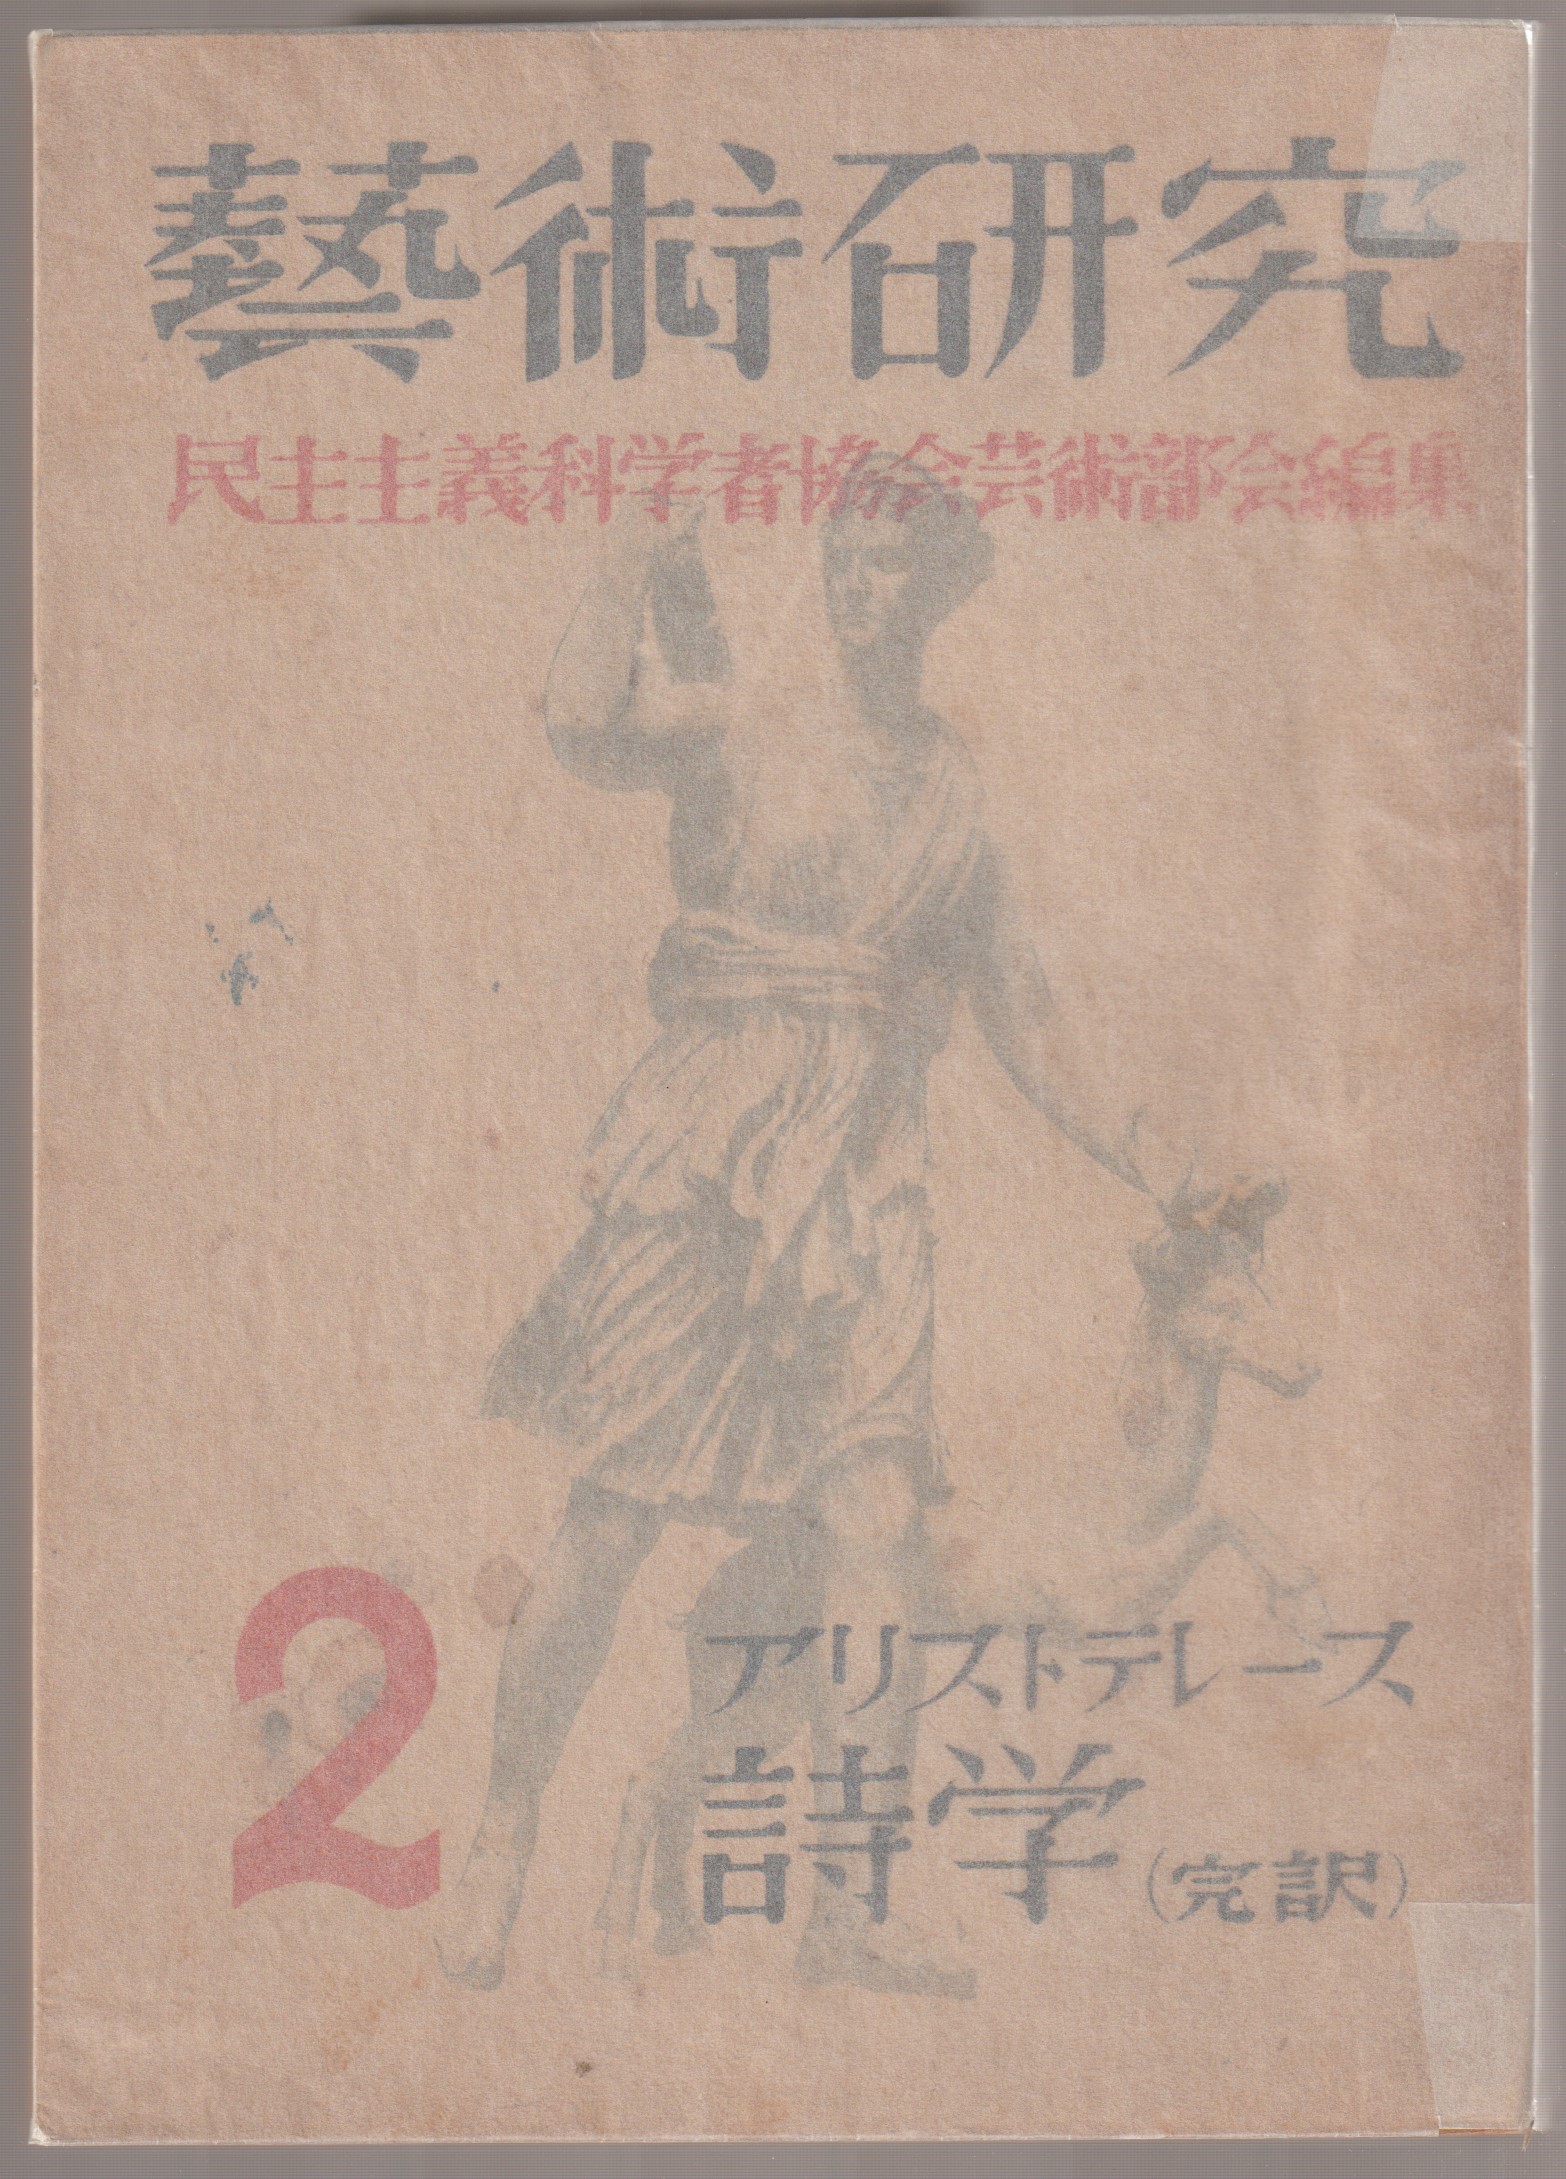 藝術研究
民主主義科学者協会芸術部会編集
2
アリストテレース
詩学
(完訳)